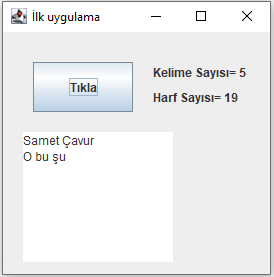 İlk uygulama
Tıkla
Kelime Sayısı= 5
Harf Sayısı= 19
Samet Çavur
O bu şu